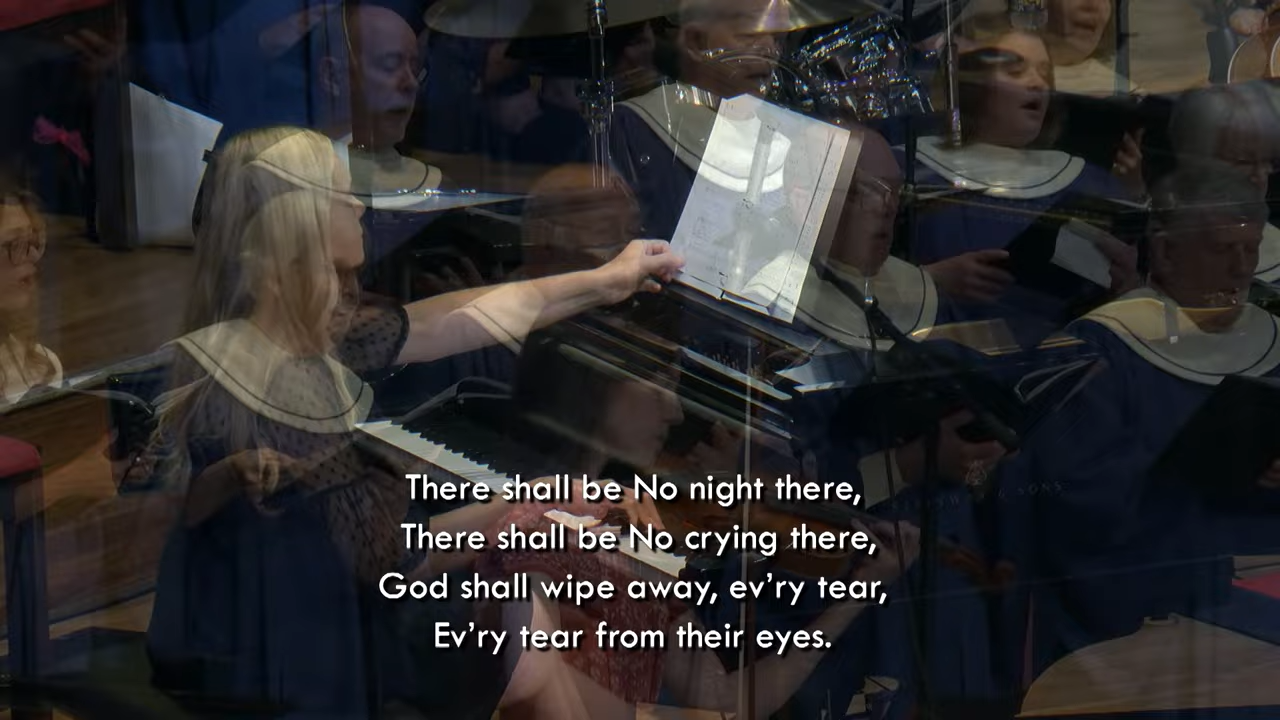 There shall be No night there,
There shall be No crying there,
God shall wipe away, ev’ry tear,
Ev’ry tear from their eyes.